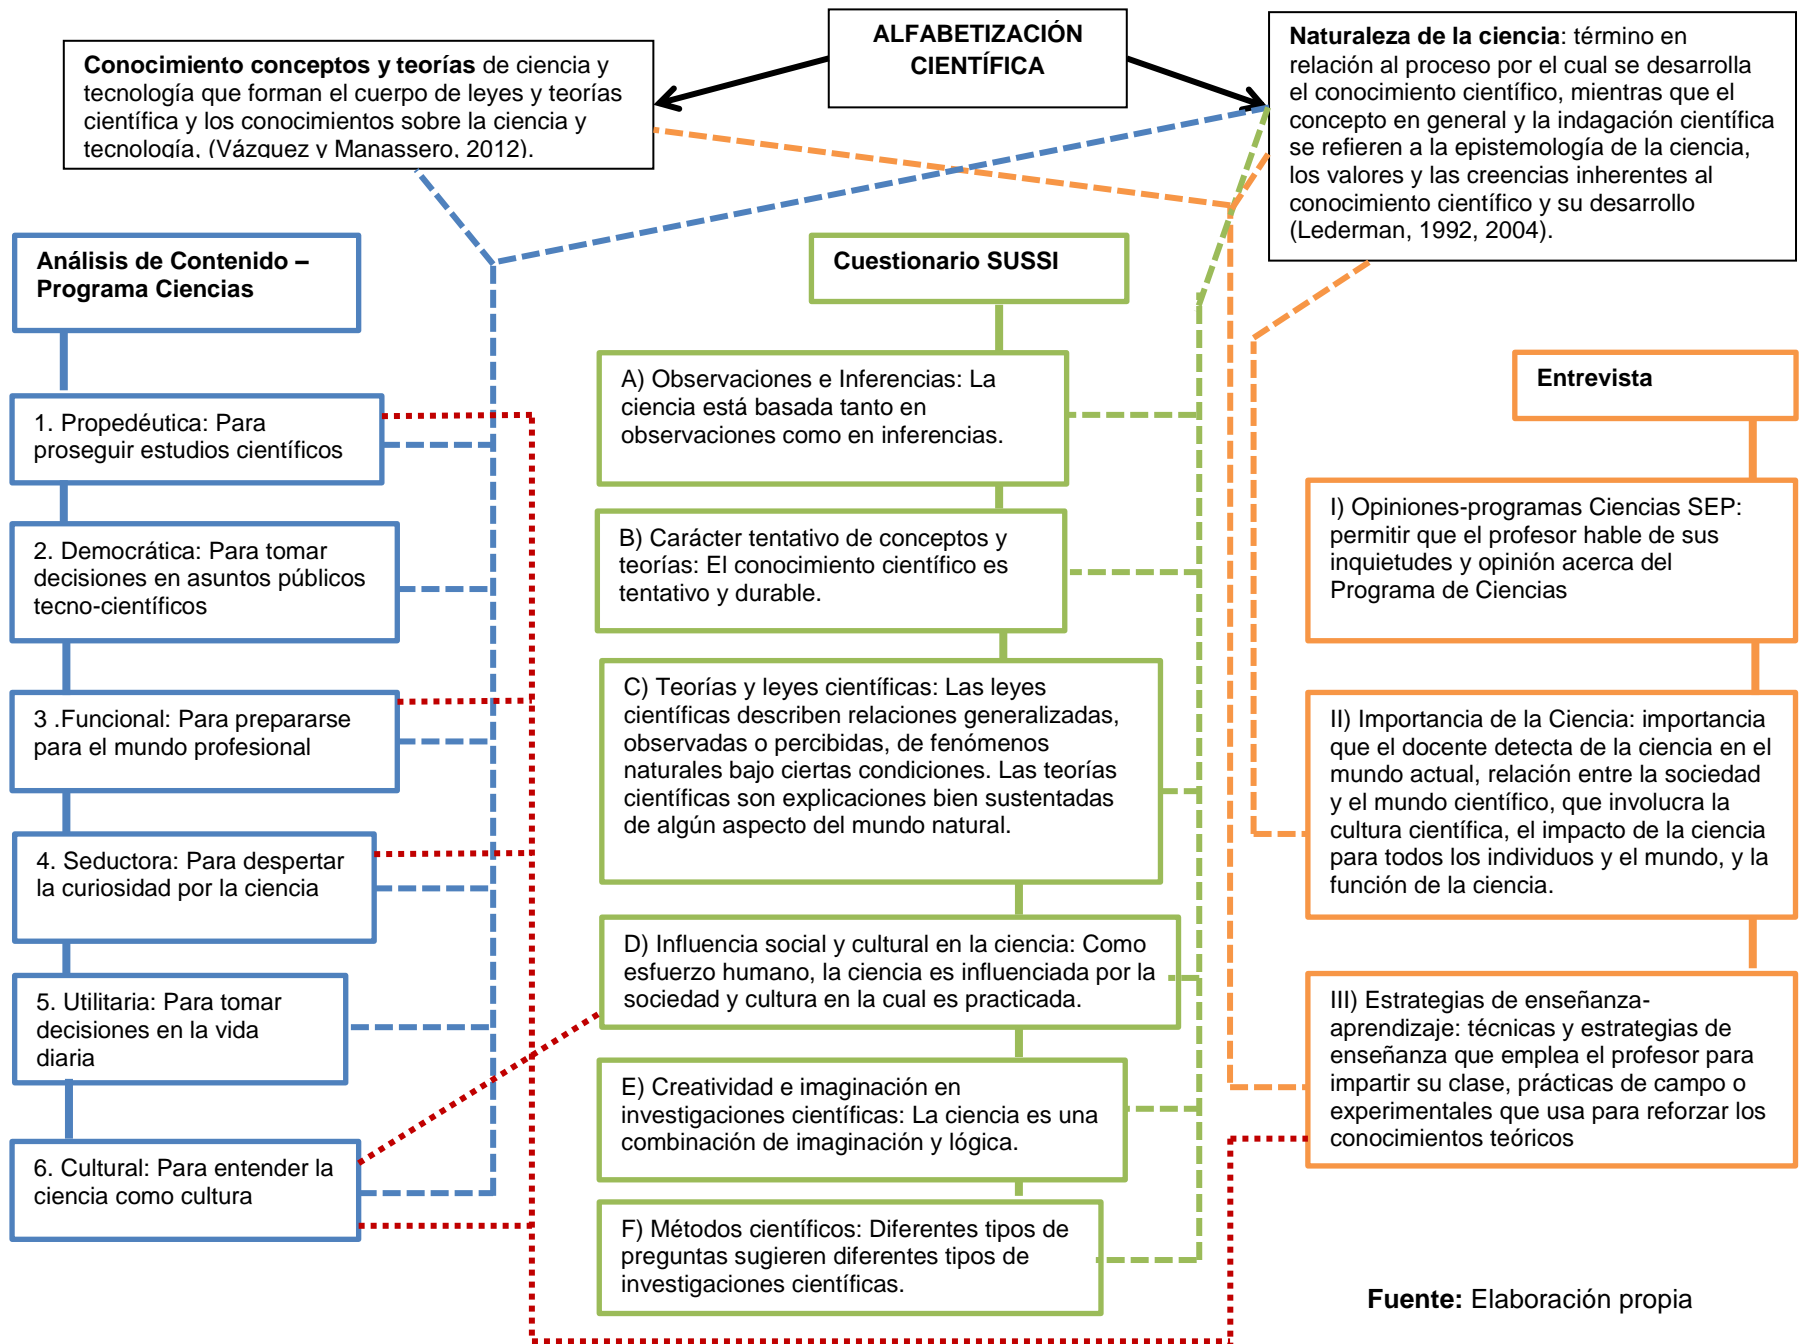 ALFABETIZACIÓN
CIENTÍFICA
Conocimiento conceptos y teorías de ciencia y
tecnología que forman el cuerpo de leyes y teorías
científica y los conocimientos sobre la ciencia y
tecnología, (Vázquez y Manassero, 2012).
Naturaleza de la ciencia: término en
relación al proceso por el cual se desarrolla
el conocimiento científico, mientras que el
concepto en general y la indagación científica
se refieren a la epistemología de la ciencia,
los valores y las creencias inherentes al
conocimiento científico y su desarrollo
(Lederman, 1992, 2004).
Análisis de Contenido –
Programa Ciencias
1. Propedéutica: Para
proseguir estudios científicos
2. Democrática: Para tomar
decisiones en asuntos públicos
tecno-científicos
3 .Funcional: Para prepararse
para el mundo profesional
4. Seductora: Para despertar
la curiosidad por la ciencia
5. Utilitaria: Para tomar
decisiones en la vida
diaria
6. Cultural: Para entender la
ciencia como cultura
Cuestionario SUSSI
A) Observaciones e Inferencias: La
ciencia está basada tanto en
observaciones como en inferencias.
B) Carácter tentativo de conceptos y
teorías: El conocimiento científico es
tentativo y durable.
C) Teorías y leyes científicas: Las leyes
científicas describen relaciones generalizadas,
observadas o percibidas, de fenómenos
naturales bajo ciertas condiciones. Las teorías
científicas son explicaciones bien sustentadas
de algún aspecto del mundo natural.
D) Influencia social y cultural en la ciencia: Como
esfuerzo humano, la ciencia es influenciada por la
sociedad y cultura en la cual es practicada.
E) Creatividad e imaginación en
investigaciones científicas: La ciencia es una
combinación de imaginación y lógica.
F) Métodos científicos: Diferentes tipos de
preguntas sugieren diferentes tipos de
investigaciones científicas.
Entrevista
I) Opiniones-programas Ciencias SEP:
permitir que el profesor hable de sus
inquietudes y opinión acerca del
Programa de Ciencias
II) Importancia de la Ciencia: importancia
que el docente detecta de la ciencia en el
mundo actual, relación entre la sociedad
y el mundo científico, que involucra la
cultura científica, el impacto de la ciencia
para todos los individuos y el mundo, y la
función de la ciencia.
III) Estrategias de enseñanza-
aprendizaje: técnicas y estrategias de
enseñanza que emplea el profesor para
impartir su clase, prácticas de campo o
experimentales que usa para reforzar los
conocimientos teóricos
Fuente: Elaboración propia